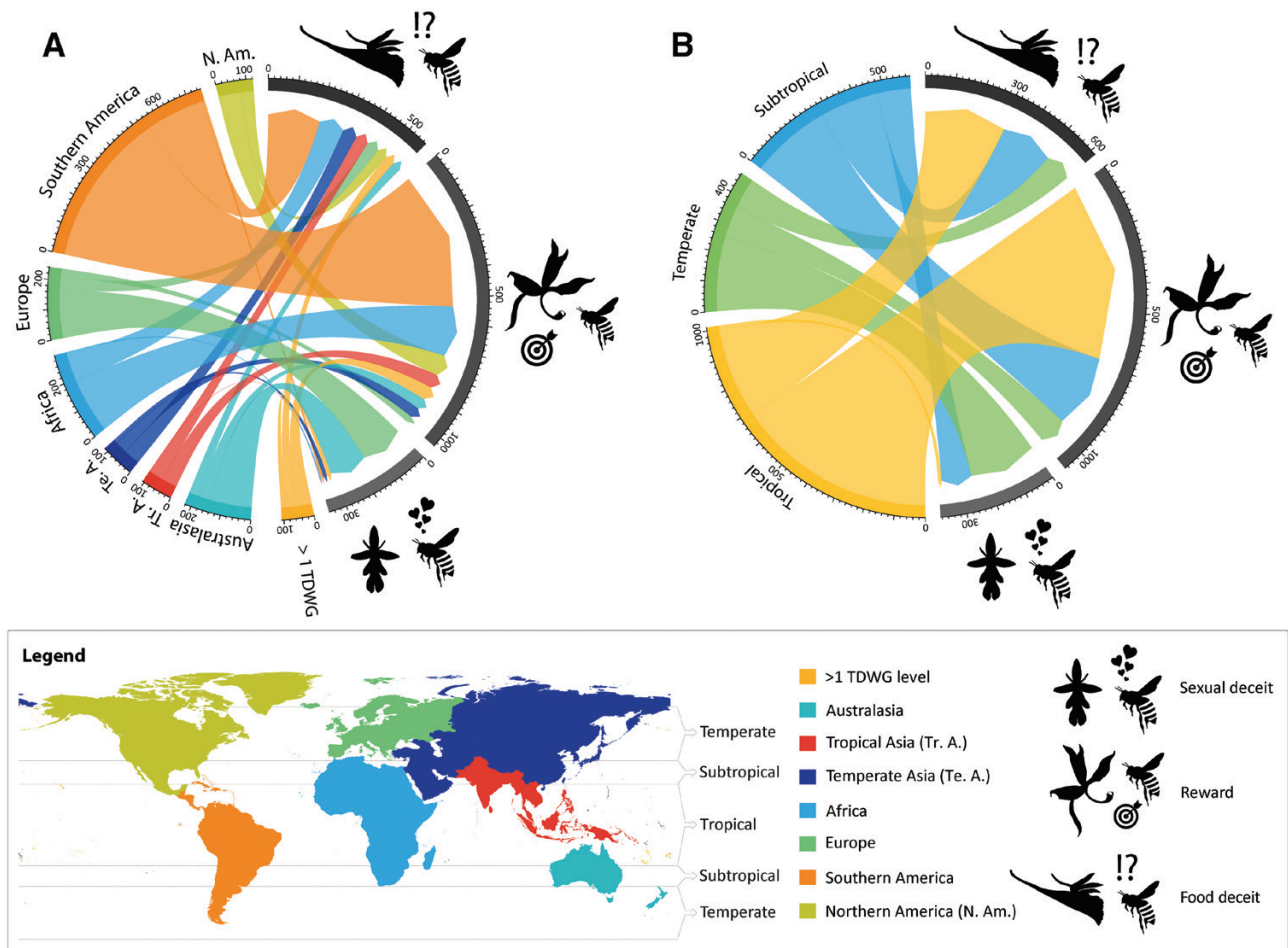 A
!?
N. Am.
0
100
0
500
Southern America
0
300
600
Europe
0
200
Africa
0
200
Te. A.
0
100
Tr. A.
0
100
Australasia
0
200
> 1 TDWG
0
100
0
300
0
500
1000
B
!?
Subtropical
0
500
0
300
600
Temperate
0
400
Tropical
0
500
1000
0
300
0
500
1000
Legend
Temperate
Subtropical
Tropical
Subtropical
Temperate
>1 TDWG level
Australasia
Tropical Asia (Tr. A.)
Temperate Asia (Te. A.)
Africa
Europe
Southern America
Northern America (N. Am.)
Sexual deceit
Reward
!?
Food deceit